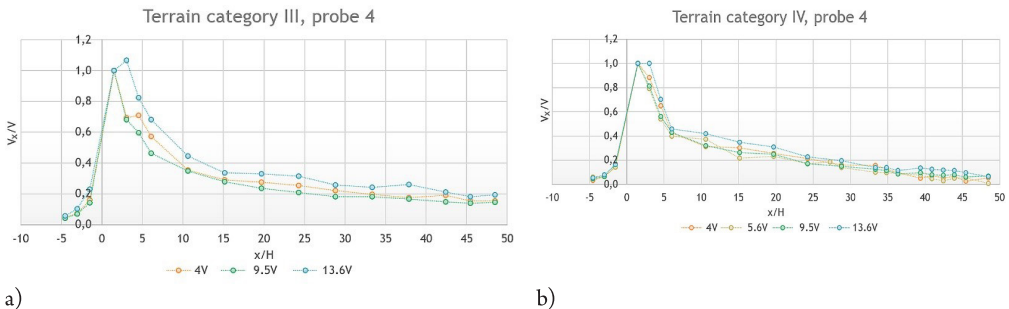 Terrain category III, probe 4
1,2
1,0
0,8
0,6
0,4
0,2
0,0
Vx/V
-10 -5 0 5 10 15 20 25 30 35 40 45 50
x/H
4V 9.5V 13.6V
a)
Terrain category IV, probe 4
1,2
1,0
0,8
0,6
0,4
0,2
0,0
Vx/V
-10 -5 0 5 10 15 20 25 30 35 40 45 50
x/H
4V 5.6V 9.5V 13.6V
b)